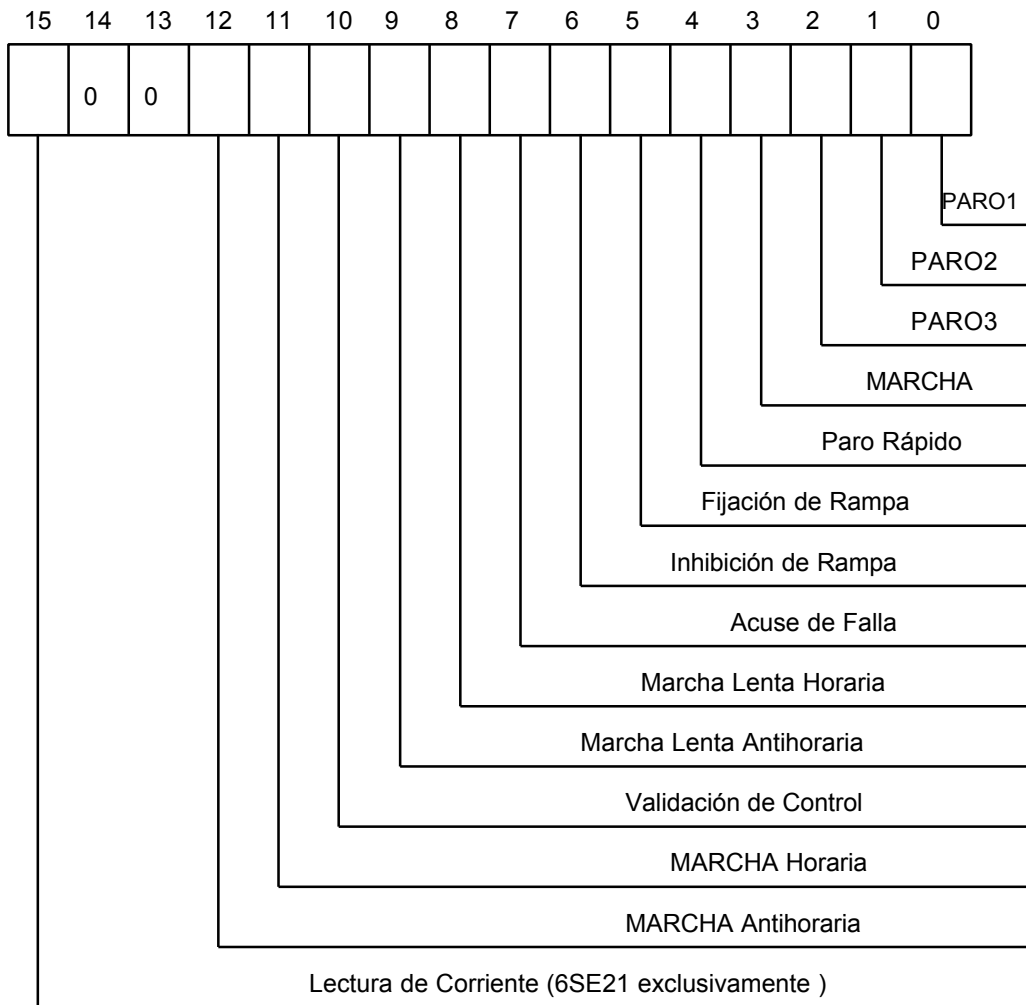 15 14 13 12 11 10 9 8 7 6 5 4 3 2 1 0
0 0
PARO1
PARO2
PARO3
MARCHA
Paro Rápido
Fijación de Rampa
Inhibición de Rampa
Acuse de Falla
Marcha Lenta Horaria
Marcha Lenta Antihoraria
Validación de Control
MARCHA Horaria
MARCHA Antihoraria
Lectura de Corriente (6SE21 exclusivamente )